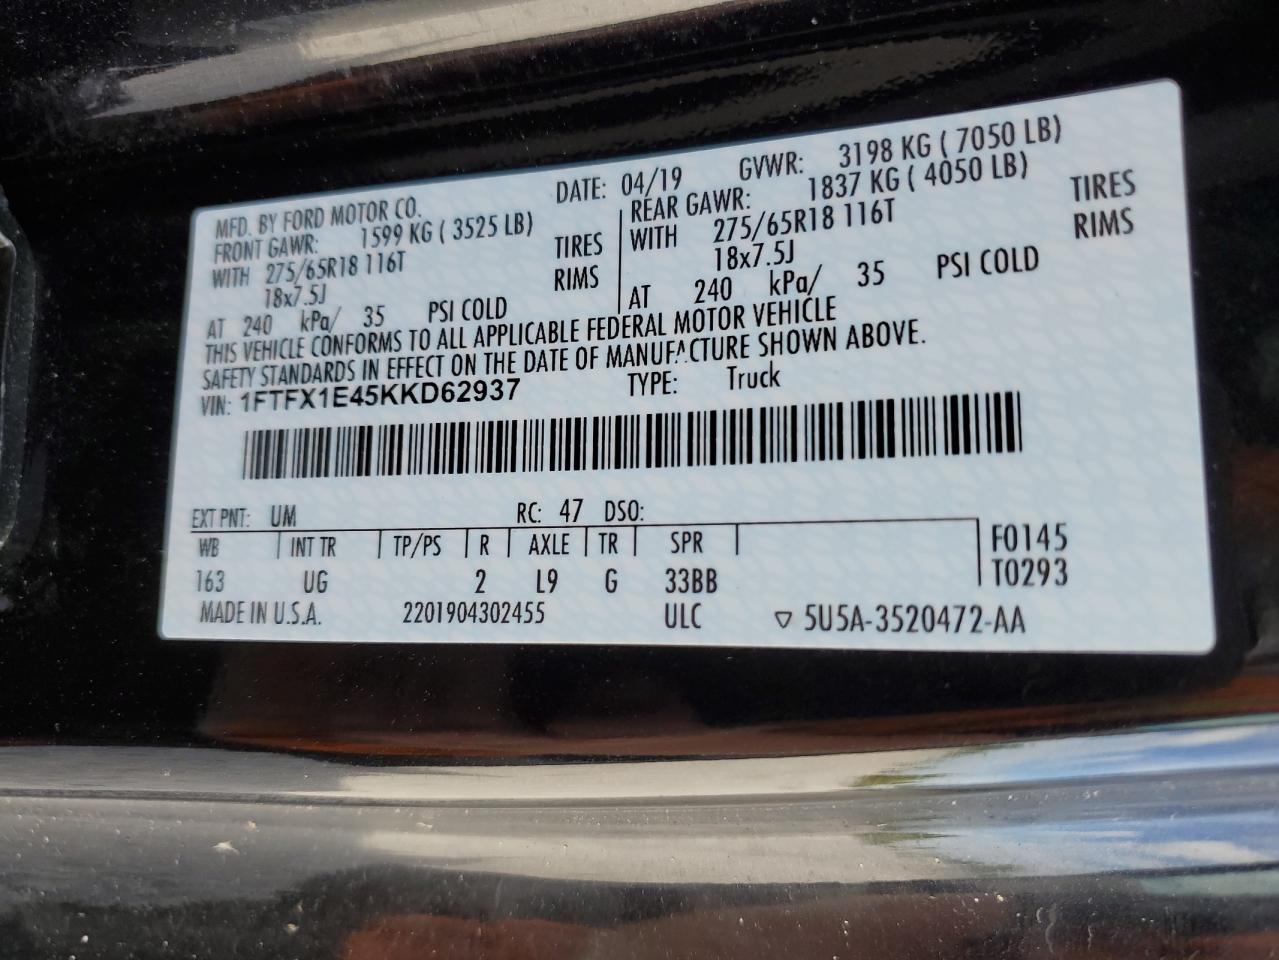 MFD. BY FORD MOTOR CO. DATE: 04/19 GVWR: 3198 KG ( 7050 LB)
FRONT GAWR: 1599 KG ( 3525 LB) REAR GAWR: 1837 KG ( 4050 LB)
WITH 275/65R18 116T TIRES WITH 275/65R18 116T TIRES
18x7.5J RIMS 18x7.5J RIMS
AT 240 kPa/ 35 PSI COLD AT 240 kPa/ 35 PSI COLD
THIS VEHICLE CONFORMS TO ALL APPLICABLE FEDERAL MOTOR VEHICLE
SAFETY STANDARDS IN EFFECT ON THE DATE OF MANUFACTURE SHOWN ABOVE.
VIN: 1FTFX1E45KKD62937 TYPE: Truck
EXT PNT: UM RC: 47 DSO:
WB INT TR TP/PS R AXLE TR SPR F0145
163 UG 2 L9 G 33BB T0293
MADE IN U.S.A. 2201904302455 ULC ▽ 5U5A-3520472-AA